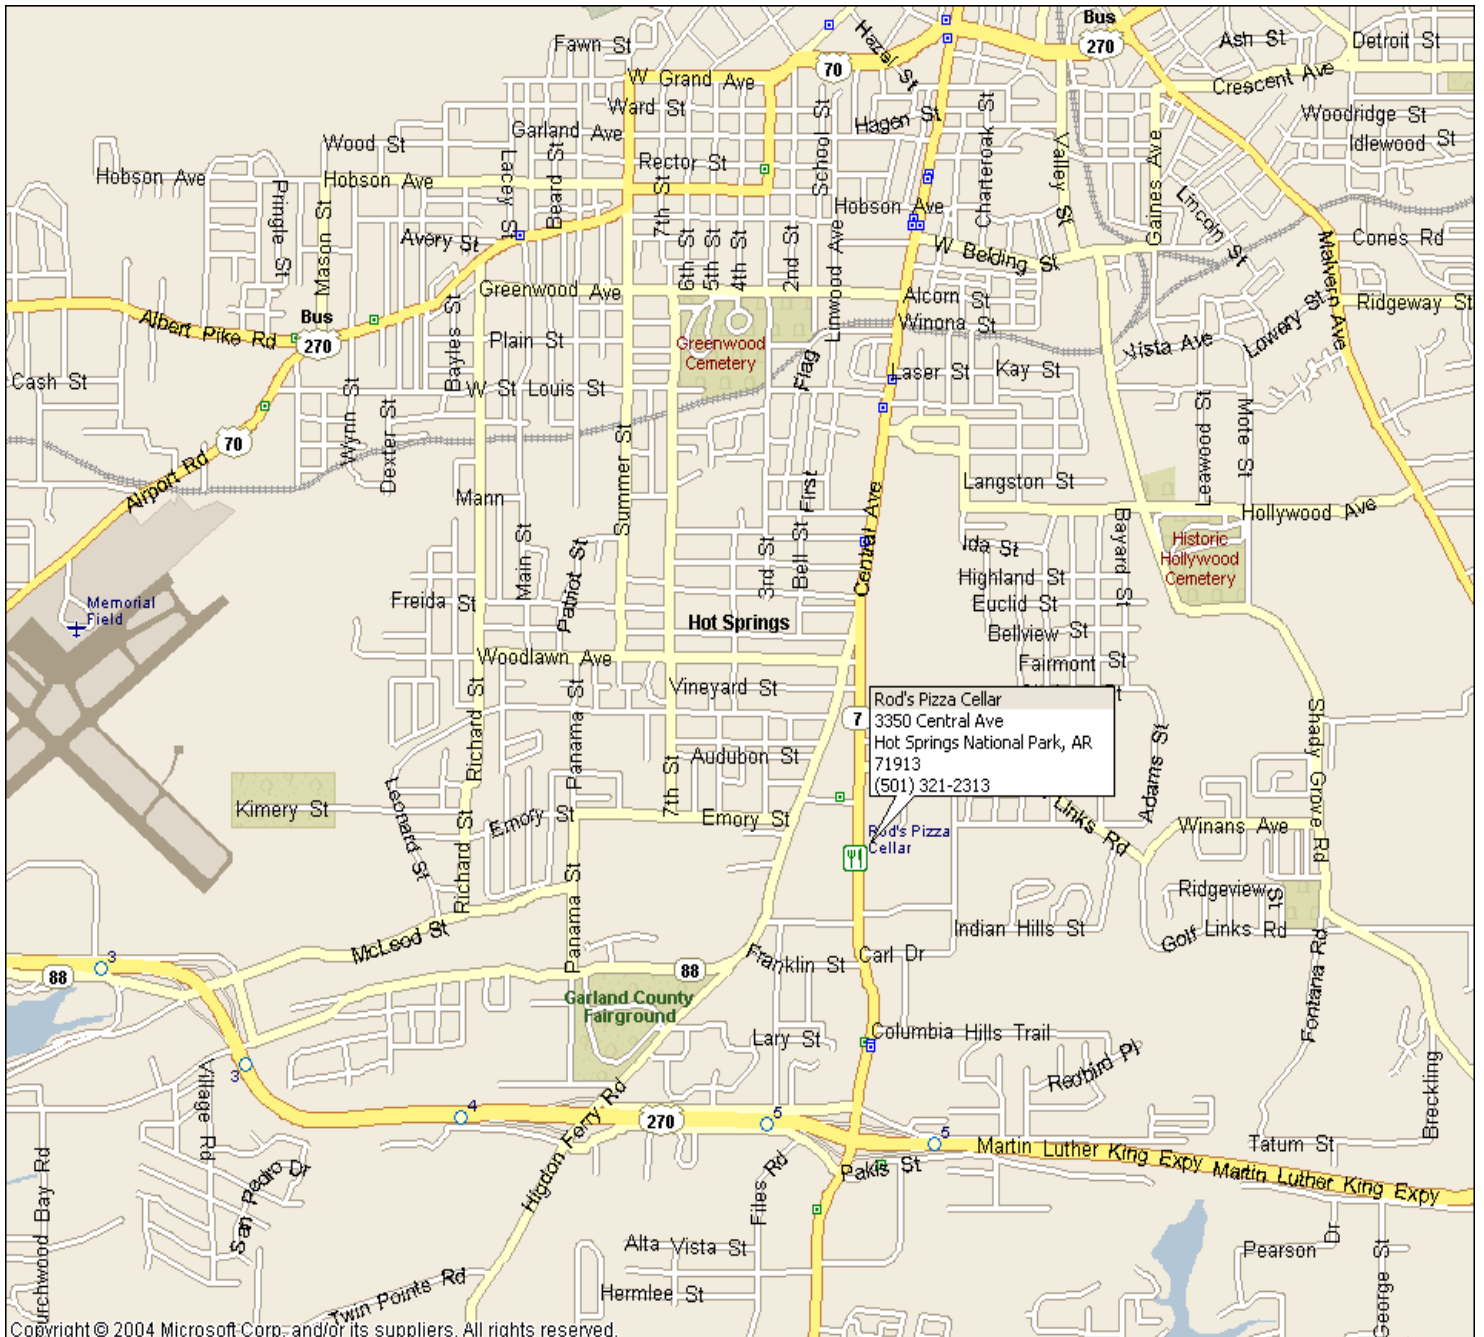 Bus
270
Fawn St
Hazel St
Ash St
Detroit St
70
W Grand Ave
Crescent Ave
Ward St
School St
Hagen St
Charteroak St
Woodridge St
Garland Ave
Wood St
Idlewood St
Valley St
Gaines Ave
Lacey St
Beard St
Rector St
Hobson Ave
Hobson Ave
Pringle St
Mason St
7th St
Hobson Ave
Lincoln St
Avery St
6th St
5th St
4th St
2nd St
Linwood Ave
W Belding St
Malvern Ave
Cones Rd
Greenwood Ave
Alcorn St
Ridgeway St
Albert Pike Rd
Bus
270
Bayles St
Plain St
Winona St
Lowery St
Vista Ave
Greenwood
Cemetery
Flag
Laser St
Kay St
Cash St
W St Louis St
Wynn St
Dexter St
Leawood St
Mote St
70
Summer St
Airport Rd
Mann
First
Langston St
Hollywood Ave
Main St
Patriot St
3rd St
Bell St
Central Ave
Ida St
Bayard St
Historic
Hollywood
Cemetery
Highland St
Memorial
Field
Freida St
Euclid St
Hot Springs
Bellview St
Woodlawn Ave
Fairmont St
Richard St
Panama St
Vineyard St
St
7
Rod's Pizza Cellar
3350 Central Ave
Hot Springs National Park, AR
71913
(501) 321-2313
Shady Grove Rd
Adams St
Audubon St
7th St
Leonard St
Kimery St
Emory St
Emory St
Links Rd
Winans Ave
Rod's Pizza
Cellar
Richard St
Panama St
Ridgeview St
McLeod St
Indian Hills St
Golf Links Rd
Fontana Rd
3
88
88
Franklin St
Carl Dr
Garland County
Fairground
Lary St
Columbia Hills Trail
Redbird Pl
3
Village Rd
4
Higdon Ferry Rd
270
5
5
Breckling
Tatum St
Martin Luther King Expy
Martin Luther King Expy
Pakis St
Files Rd
San Pedro Dr
Burchwood Bay Rd
Alta Vista St
Pearson Dr
George St
Twin Points Rd
Hermlee St
Copyright © 2004 Microsoft Corp. and/or its suppliers. All rights reserved.